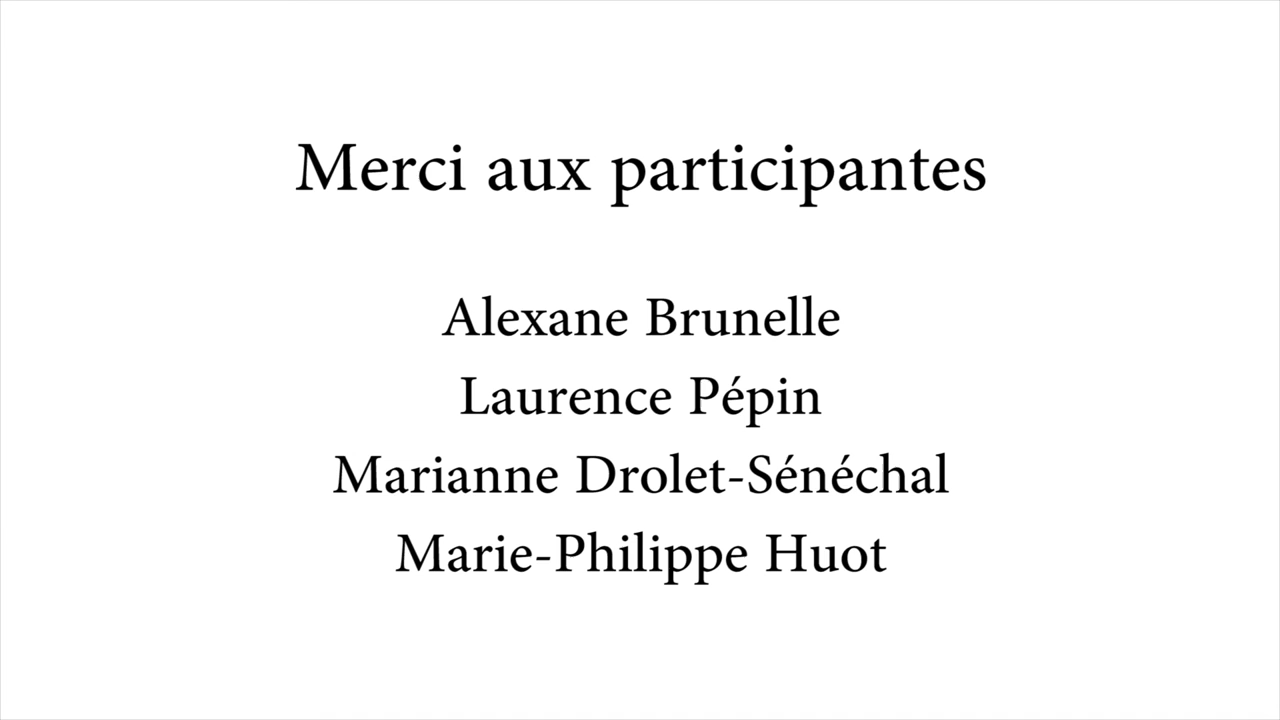 Merci aux participantes
Alexane Brunelle
Laurence Pépin
Marianne Drolet-Sénéchal
Marie-Philippe Huot